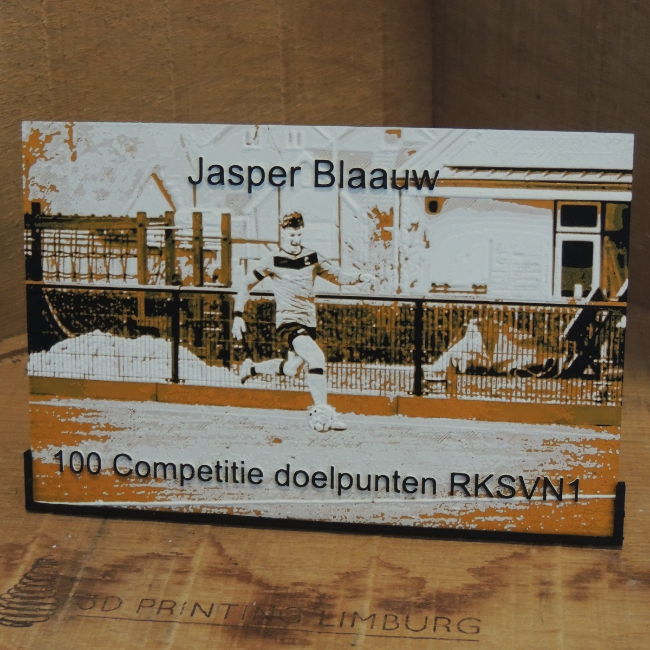 Jasper Blaauw
100 Competitie doelpunten RKSVN1
3D PRINTING LIMBURG